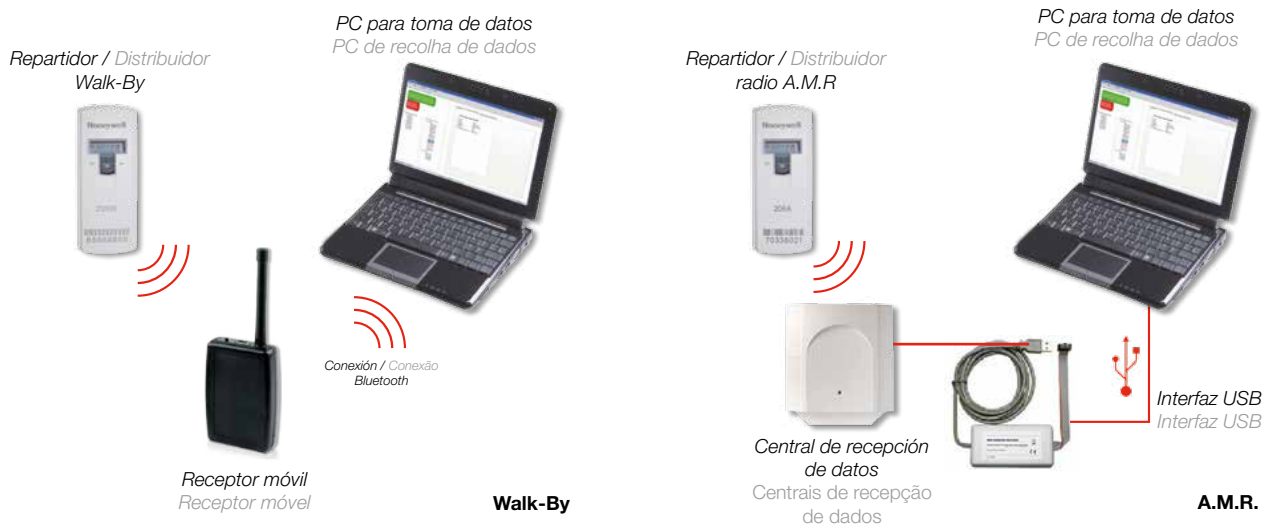 PC para toma de datos
PC de recolha de dados
Repartidor / Distribuidor
Walk-By
Honeywell
Conexión / Conexão
Bluetooth
Receptor móvil
Receptor móvel
Walk-By
PC para toma de datos
PC de recolha de dados
Repartidor / Distribuidor
radio A.M.R
Honeywell
70338021
Interfaz USB
Interfaz USB
Central de recepción
de datos
Centrais de recepção
de dados
A.M.R.